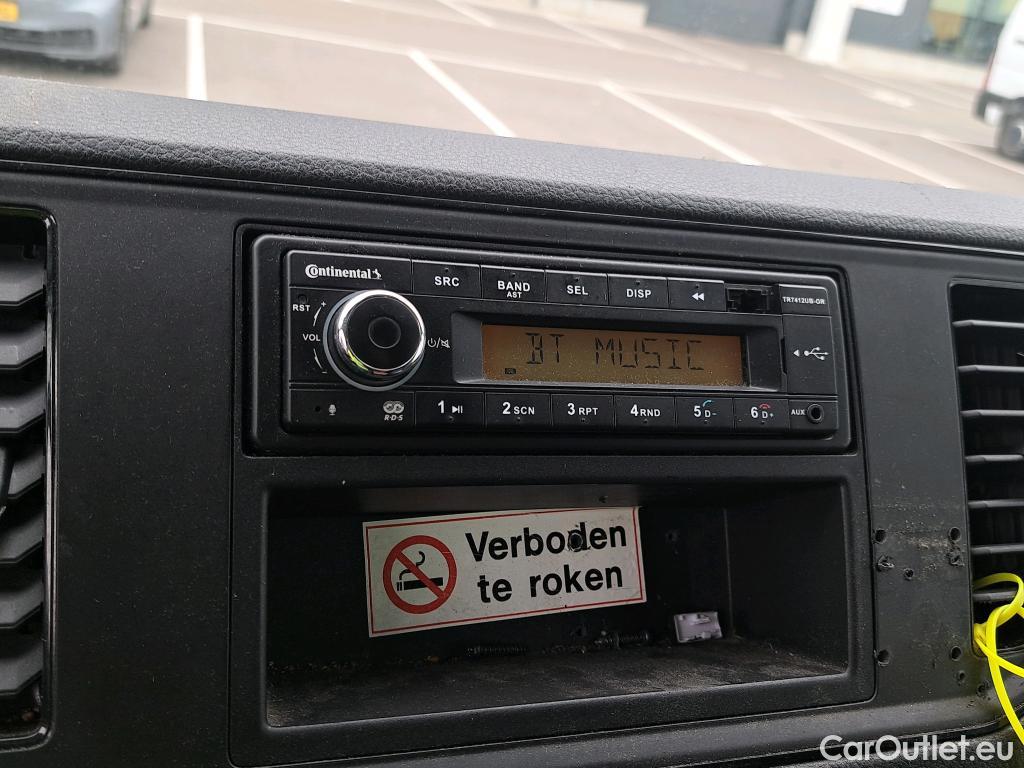 Continental
SRC
BAND
AST
SEL
DISP
TR7412UB-OR
RST
VOL
BT MUSIC
R·D·S
1
2 SCN
3 RPT
4 RND
5 D-
6 D+
AUX
Verboden
te roken
CarOutlet.eu